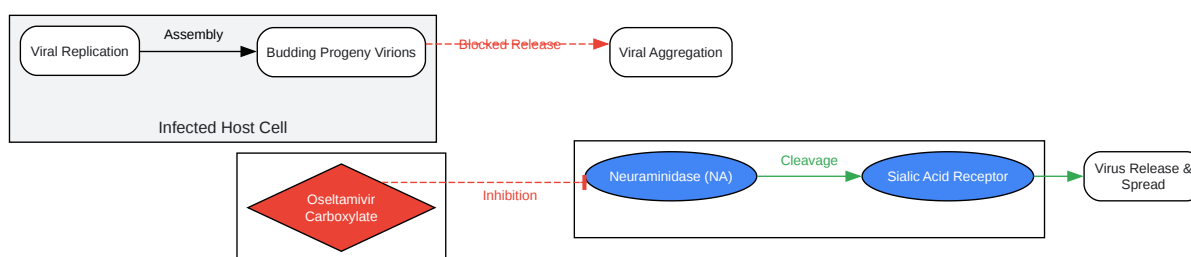 Viral Replication
Assembly
Budding Progeny Virions
Blocked Release
Viral Aggregation
Infected Host Cell
Oseltamivir
Carboxylate
Inhibition
Neuraminidase (NA)
Cleavage
Sialic Acid Receptor
Virus Release &
Spread